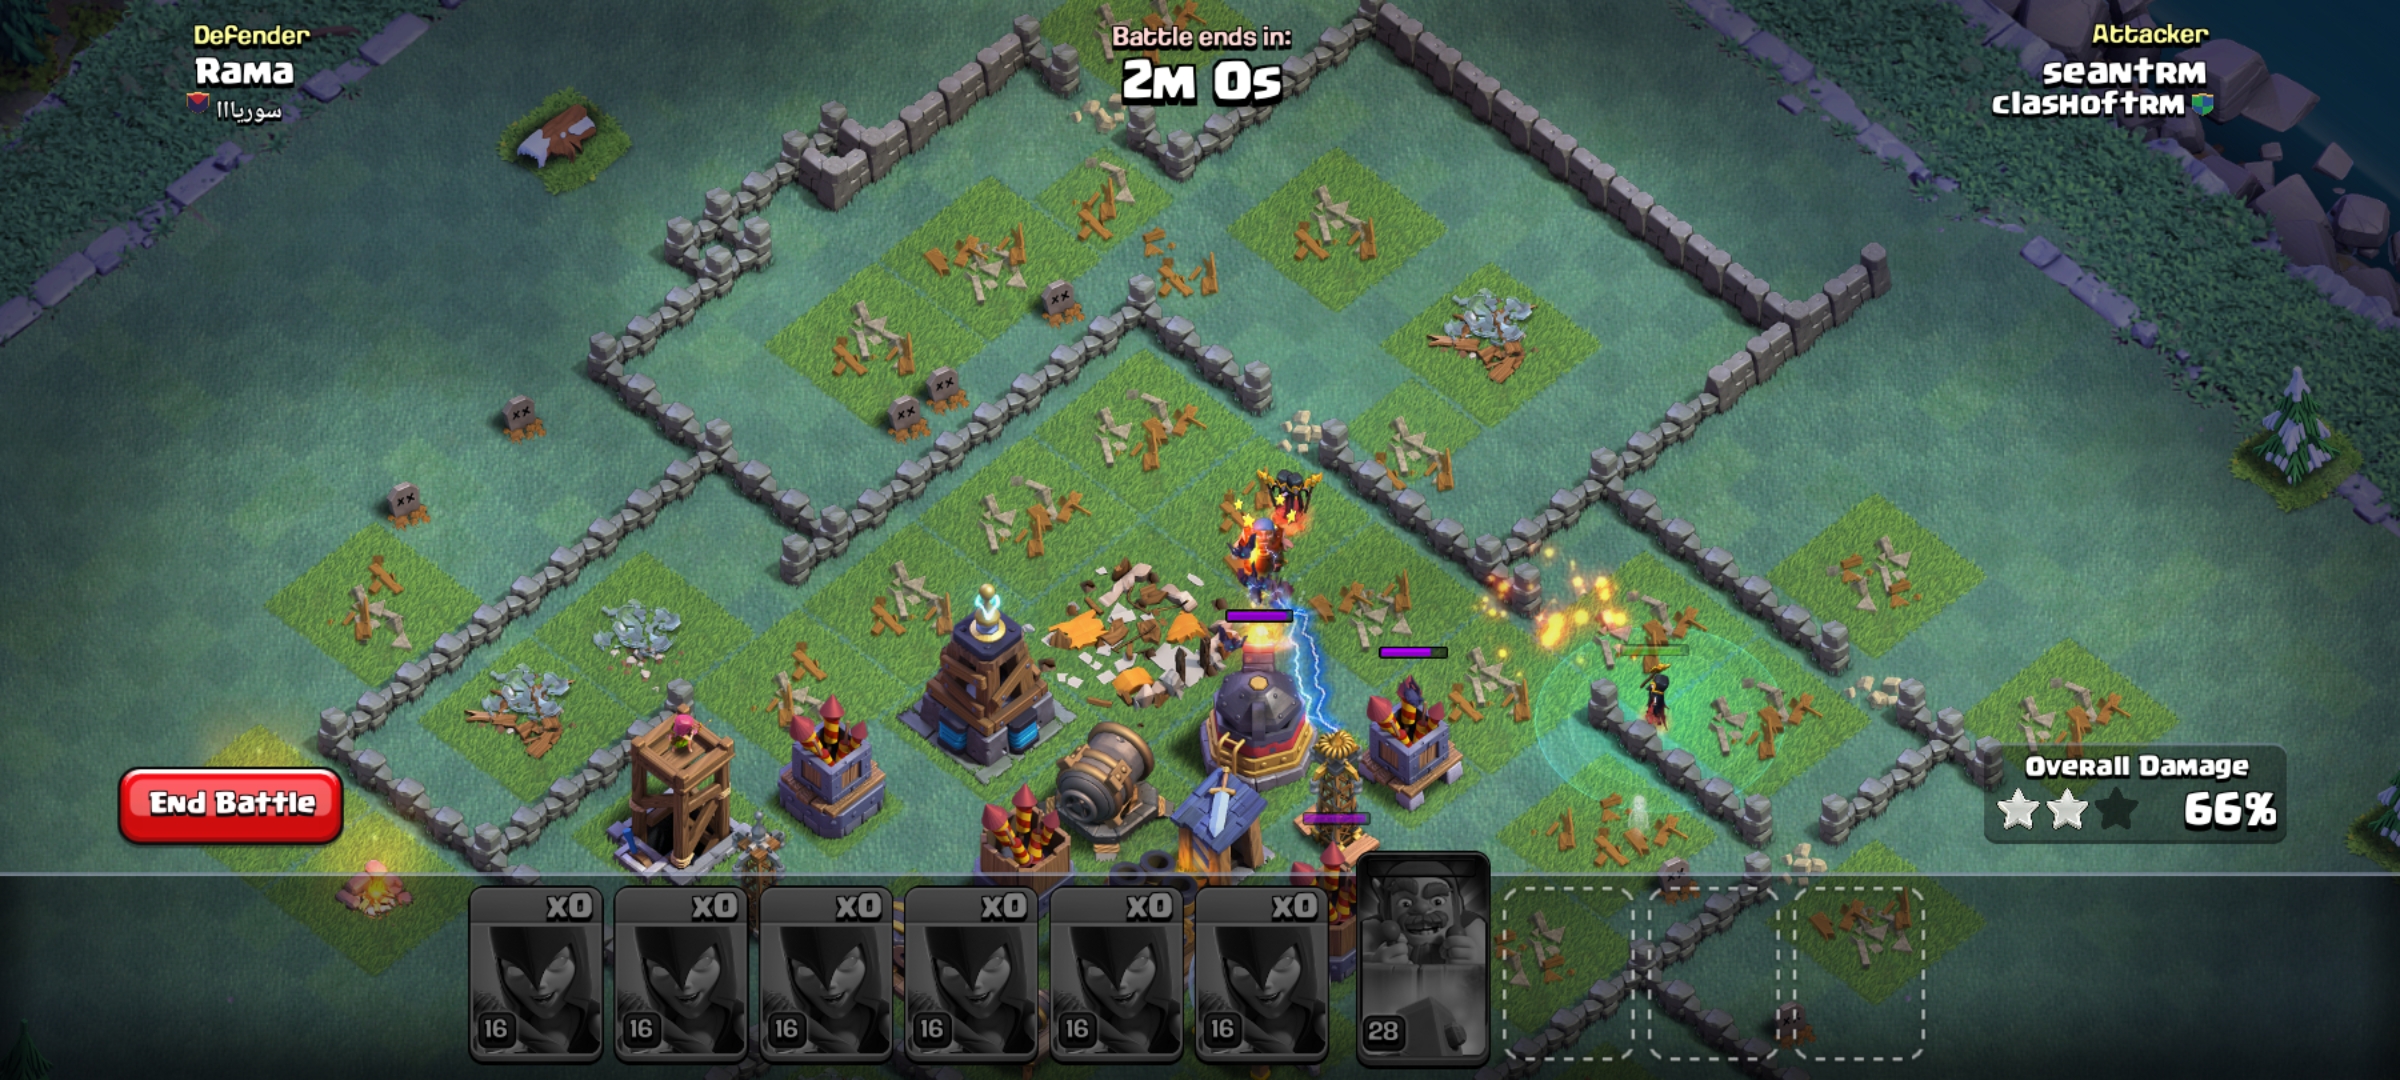 Defender
Rama
سورياااا
Battle ends in:
2M 0s
Attacker
seantRM
clashoftRM
End Battle
Overall Damage
66%
x0
x0
x0
x0
x0
x0
16
16
16
16
16
16
28